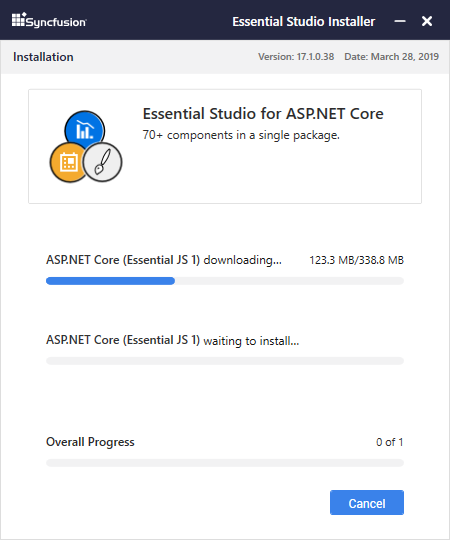 Syncfusion Essential Studio Installer
Installation Version: 17.1.0.38 Date: March 28, 2019
Essential Studio for ASP.NET Core
70+ components in a single package.
ASP.NET Core (Essential JS 1) downloading... 123.3 MB/338.8 MB
ASP.NET Core (Essential JS 1) waiting to install...
Overall Progress 0 of 1
Cancel